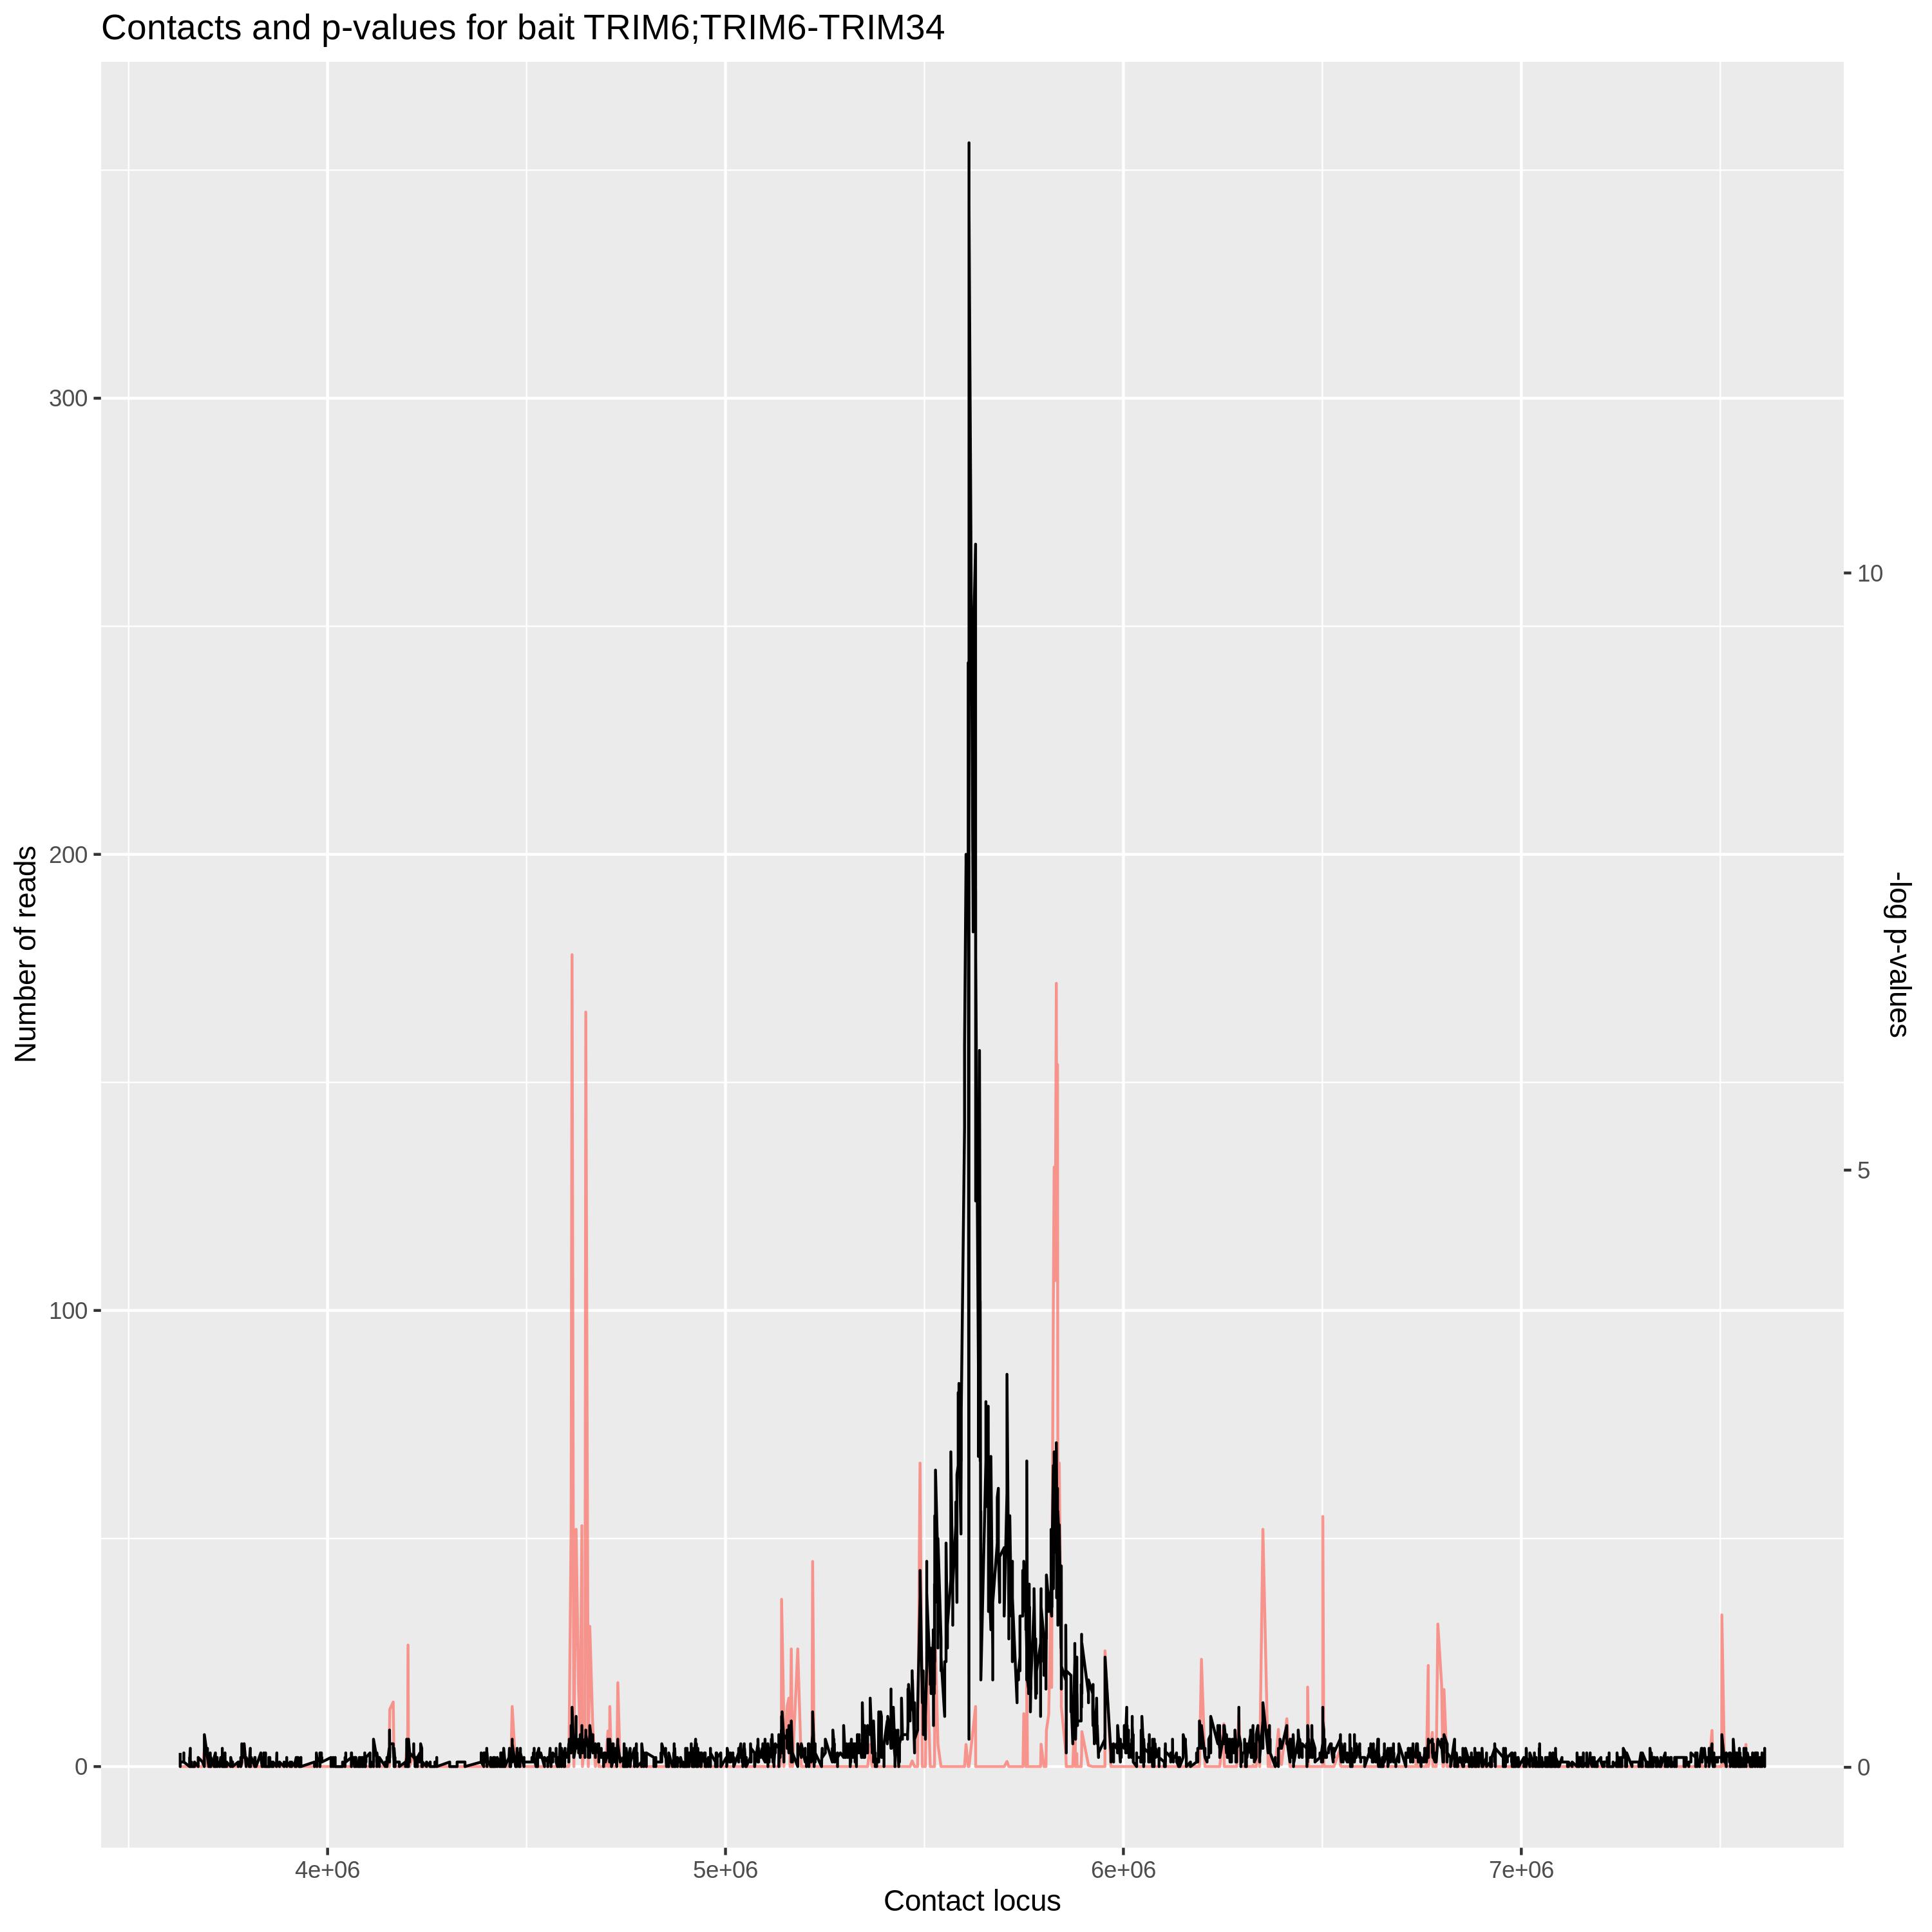 Contacts and p-values for bait TRIM6;TRIM6-TRIM34
Number of reads
300
200
100
0
10
5
0
-log p-values
4e+06 5e+06 6e+06 7e+06
Contact locus